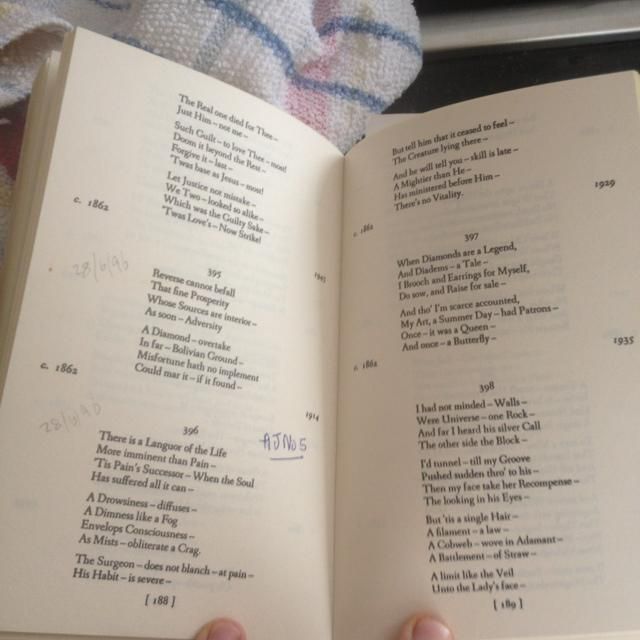 The Real one died for Thee –
Just Him – not me –
Such Guilt – to love Thee – most!
Doom it beyond the Rest –
Forgive it – last –
'Twas base as Jesus – most!
Let Justice not mistake –
We Two – looked so alike –
Which was the Guilty Sake –
'Twas Love's – Now Strike!
c. 1862
28/6/96
395
Reverse cannot befall
That fine Prosperity
Whose Sources are interior –
As soon – Adversity
A Diamond – overtake
In far – Bolivian Ground –
Misfortune hath no implement
Could mar it – if it found –
c. 1862
1914
28/6/96
396
AJNo5
There is a Languor of the Life
More imminent than Pain –
'Tis Pain's Successor – When the Soul
Has suffered all it can –
A Drowsiness – diffuses –
A Dimness like a Fog
Envelops Consciousness –
As Mists – obliterate a Crag.
The Surgeon – does not blanch – at pain –
His Habit – is severe –
[ 188 ]
But tell him that it ceased to feel –
The Creature lying there –
And he will tell you – skill is late –
A Mightier than He –
Has ministered before Him –
There's no Vitality.
c. 1862
1929
397
When Diamonds are a Legend,
And Diadems – a Tale –
I Brooch and Earrings for Myself,
Do sow, and Raise for sale –
And tho' I'm scarce accounted,
My Art, a Summer Day – had Patrons –
Once – it was a Queen –
And once – a Butterfly –
c. 1862
1935
398
I had not minded – Walls –
Were Universe – one Rock –
And far I heard his silver Call
The other side the Block –
I'd tunnel – till my Groove
Pushed sudden thro' to his –
Then my face take her Recompense –
The looking in his Eyes –
But 'tis a single Hair –
A filament – a law –
A Cobweb – wove in Adamant –
A Battlement – of Straw –
A limit like the Veil
Unto the Lady's face –
[ 189 ]